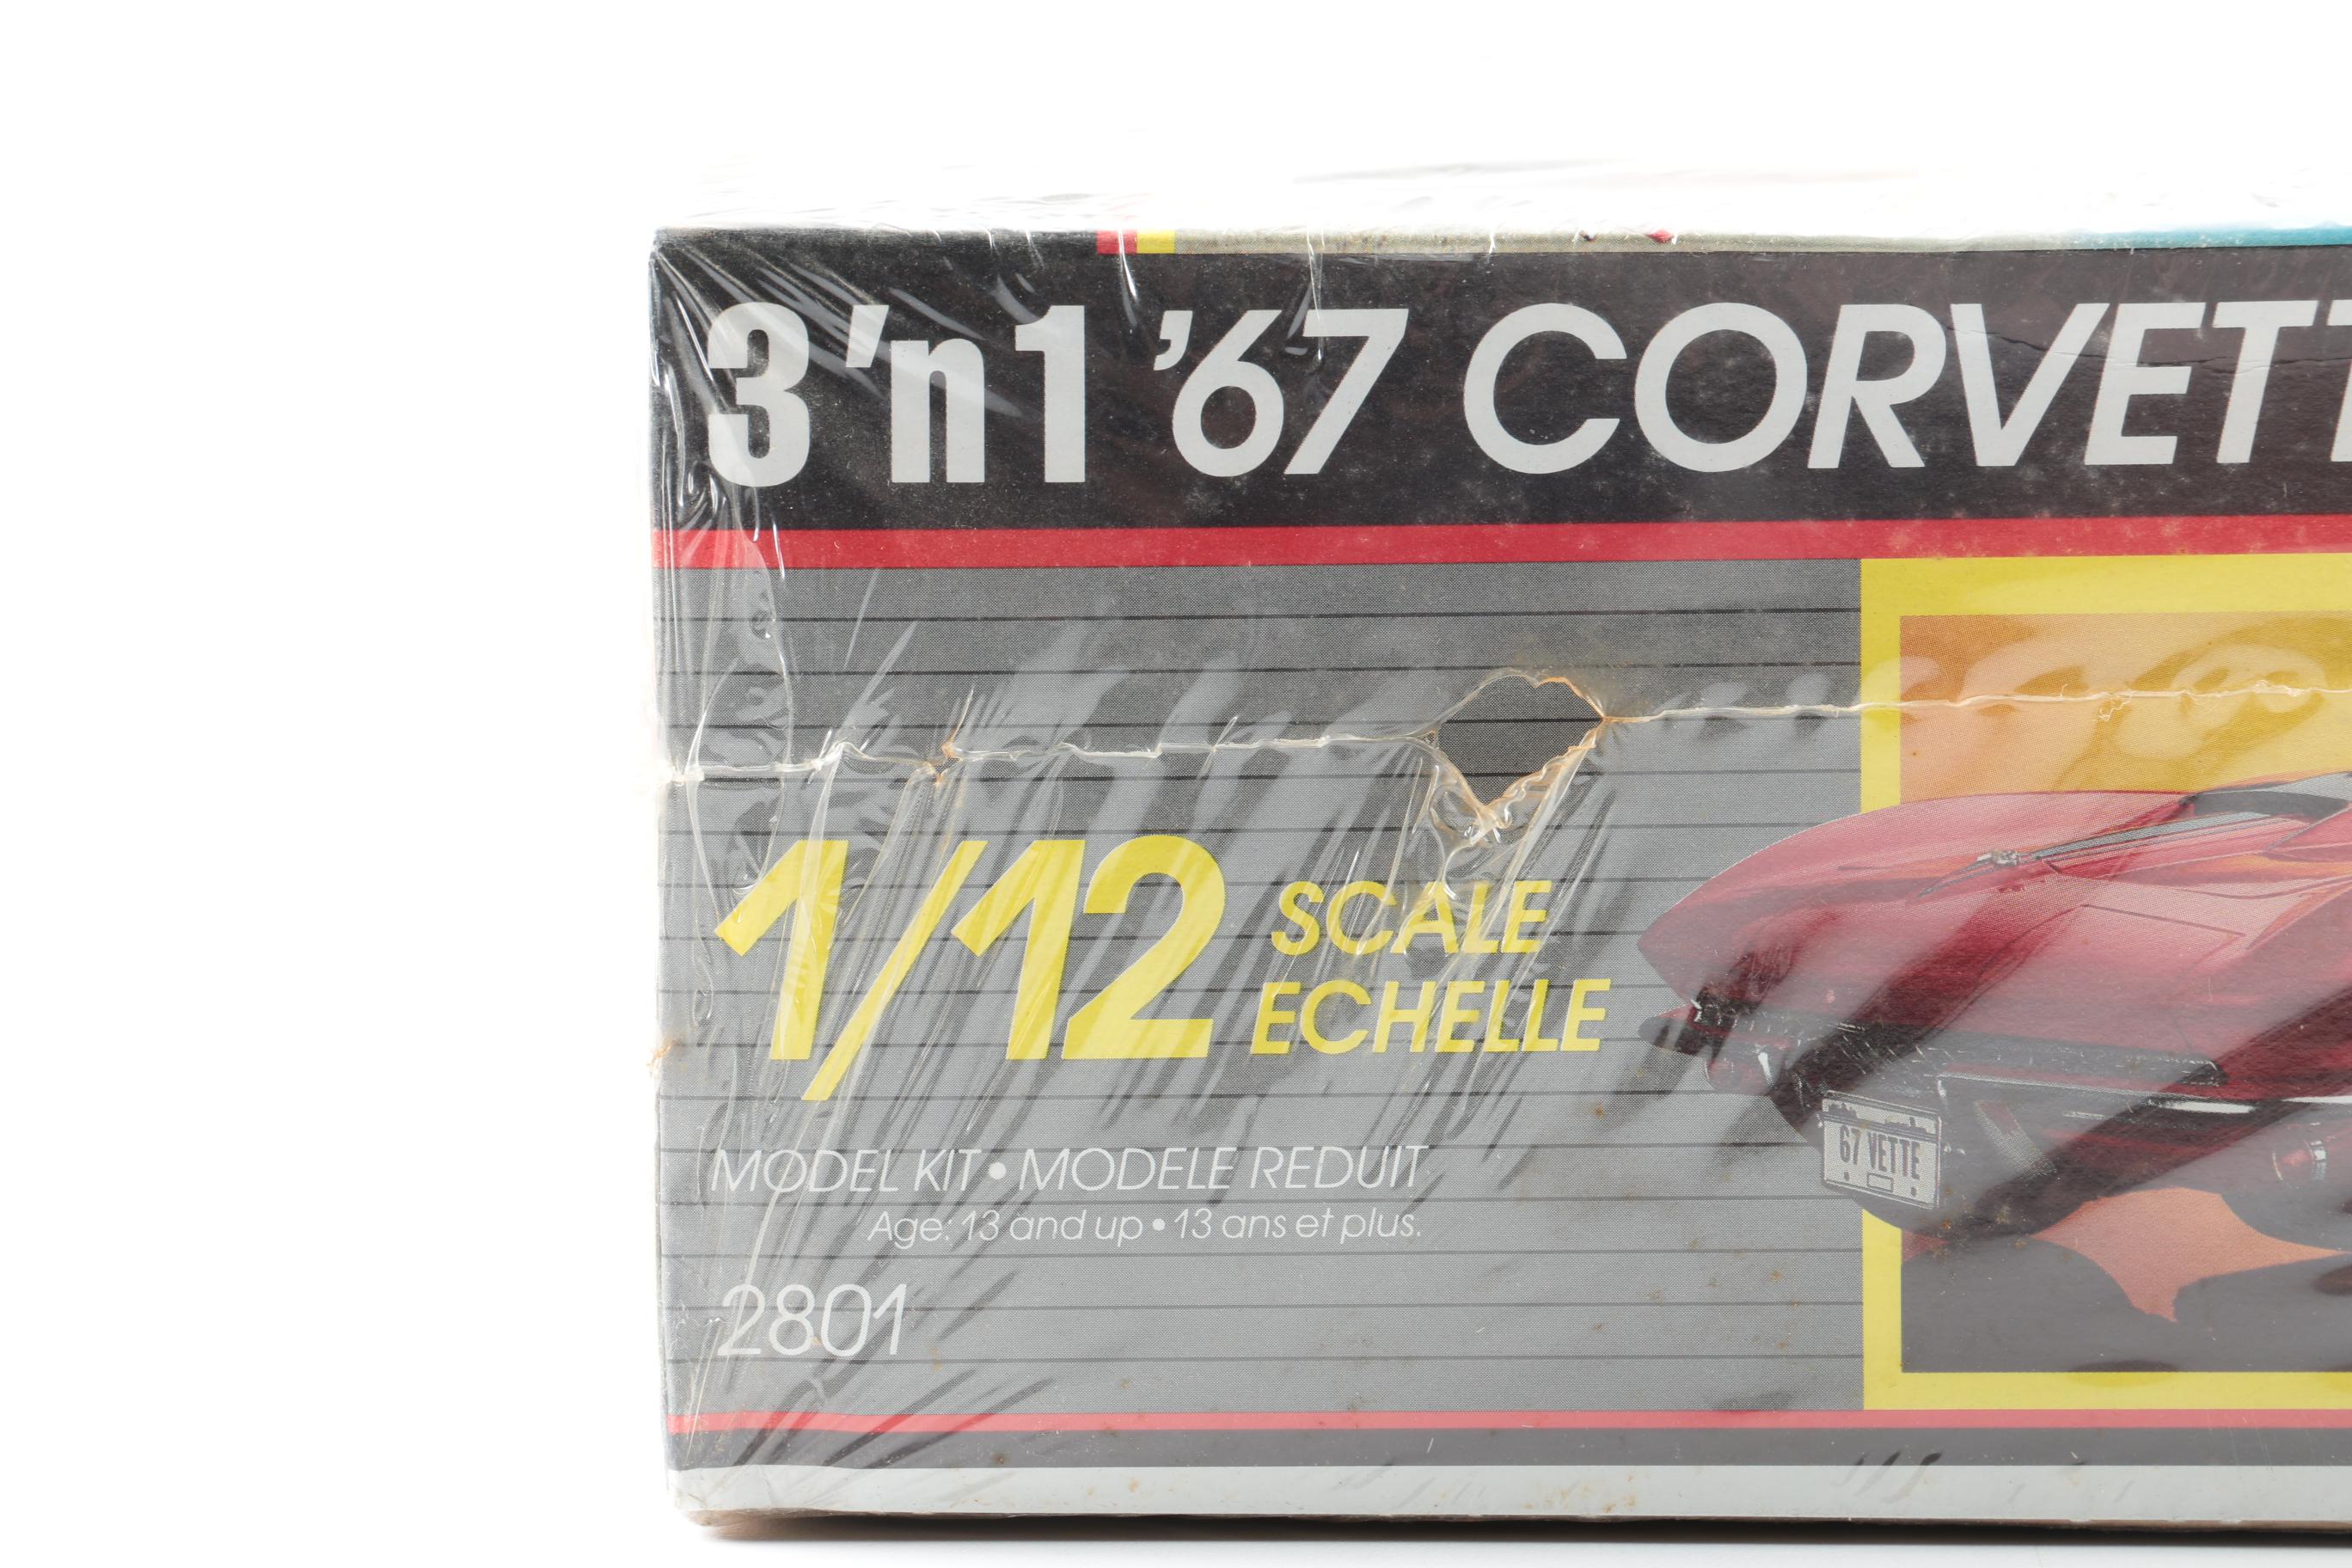 3'n1 '67 CORVETT
1/12 SCALE
ECHELLE
67 VETTE
MODEL KIT • MODELE REDUIT
Age: 13 and up • 13 ans et plus.
2801